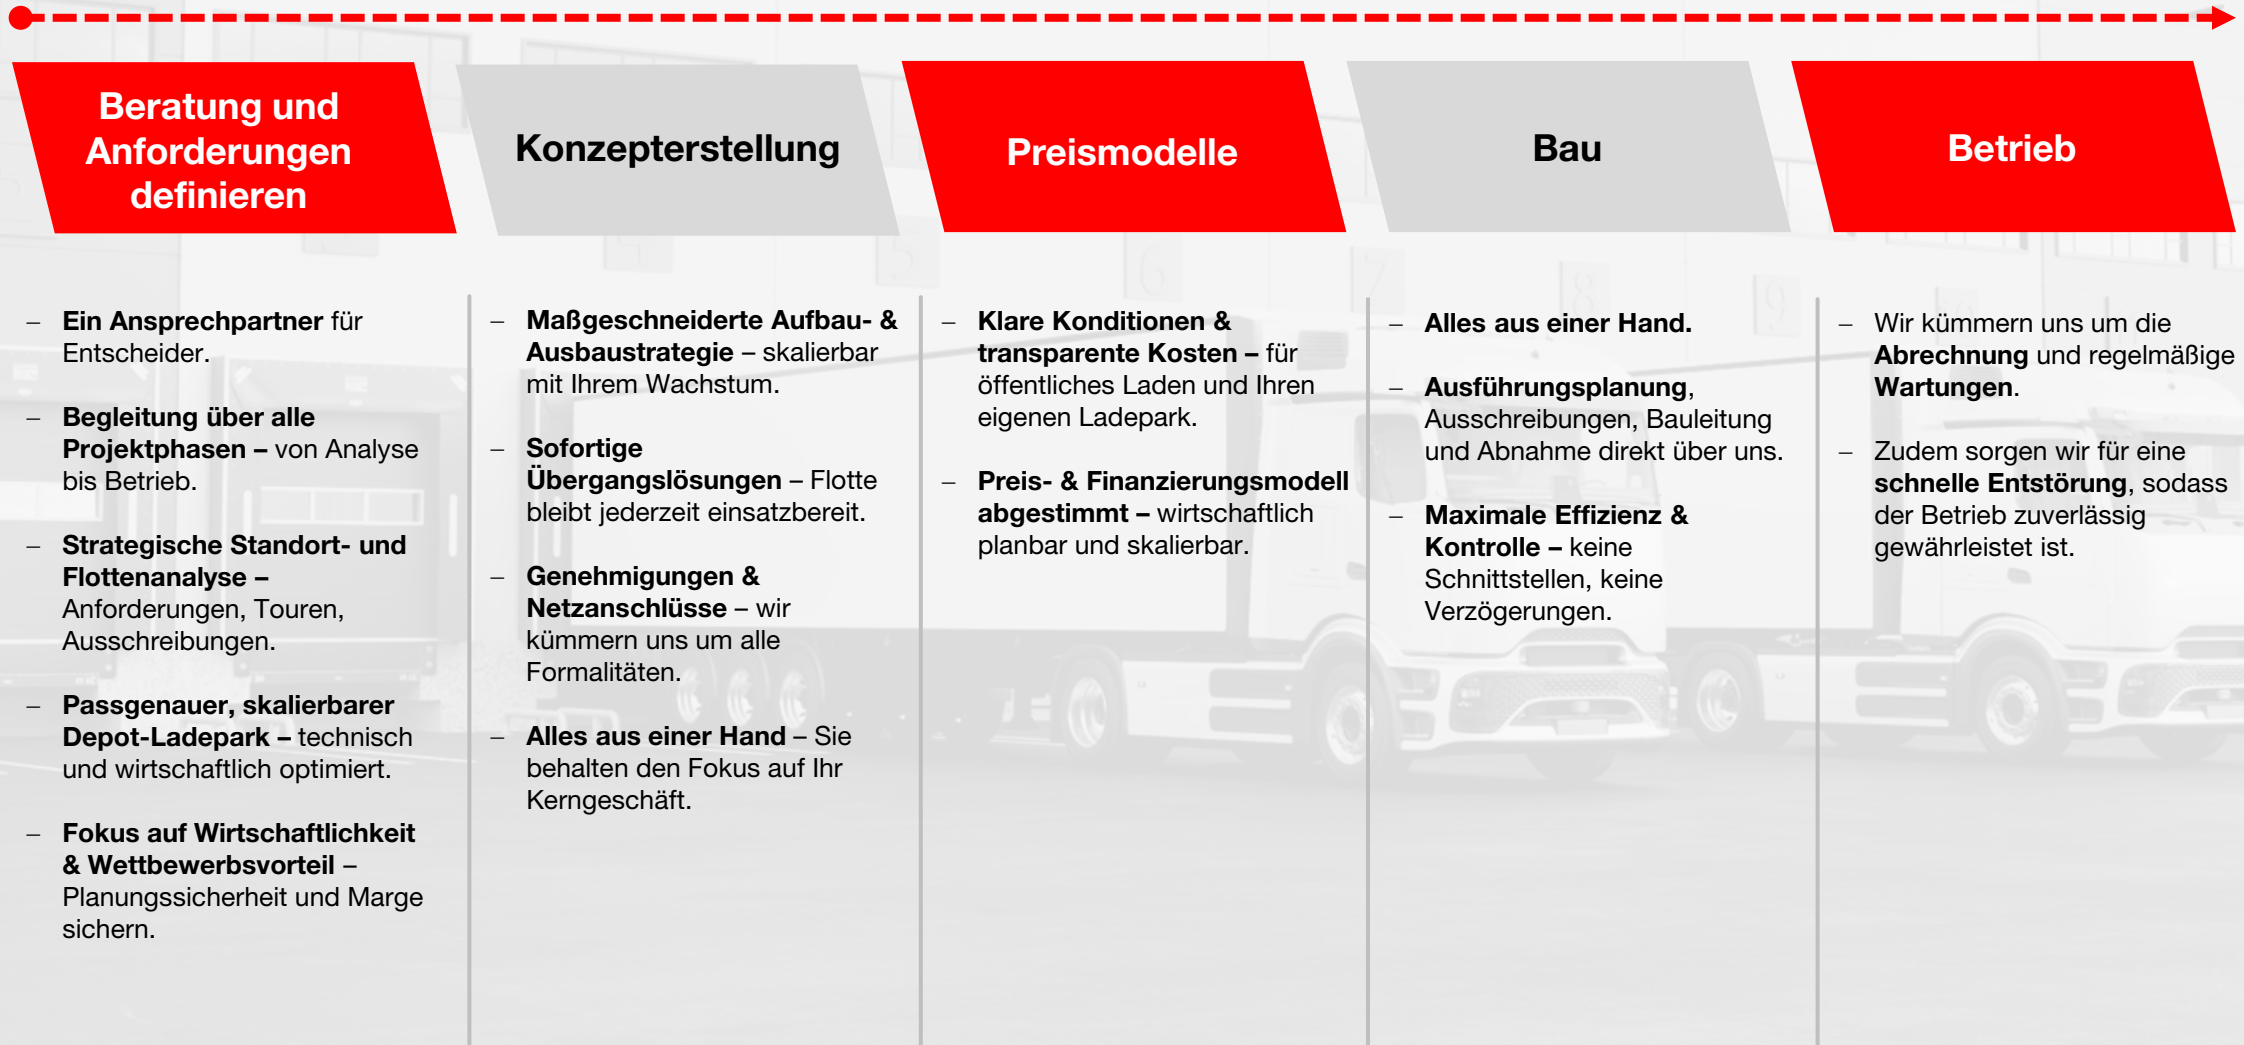 Beratung und
Anforderungen
definieren
Konzepterstellung
Preismodelle
Bau
Betrieb
– Ein Ansprechpartner für
Entscheider.
– Begleitung über alle
Projektphasen – von Analyse
bis Betrieb.
– Strategische Standort- und
Flottenanalyse –
Anforderungen, Touren,
Ausschreibungen.
– Passgenauer, skalierbarer
Depot-Ladepark – technisch
und wirtschaftlich optimiert.
– Fokus auf Wirtschaftlichkeit
& Wettbewerbsvorteil –
Planungssicherheit und Marge
sichern.
– Maßgeschneiderte Aufbau- &
Ausbaustrategie – skalierbar
mit Ihrem Wachstum.
– Sofortige
Übergangslösungen – Flotte
bleibt jederzeit einsatzbereit.
– Genehmigungen &
Netzanschlüsse – wir
kümmern uns um alle
Formalitäten.
– Alles aus einer Hand – Sie
behalten den Fokus auf Ihr
Kerngeschäft.
– Klare Konditionen &
transparente Kosten – für
öffentliches Laden und Ihren
eigenen Ladepark.
– Preis- & Finanzierungsmodell
abgestimmt – wirtschaftlich
planbar und skalierbar.
– Alles aus einer Hand.
– Ausführungsplanung,
Ausschreibungen, Bauleitung
und Abnahme direkt über uns.
– Maximale Effizienz &
Kontrolle – keine
Schnittstellen, keine
Verzögerungen.
– Wir kümmern uns um die
Abrechnung und regelmäßige
Wartungen.
– Zudem sorgen wir für eine
schnelle Entstörung, sodass
der Betrieb zuverlässig
gewährleistet ist.
4
5
6
7
8
9